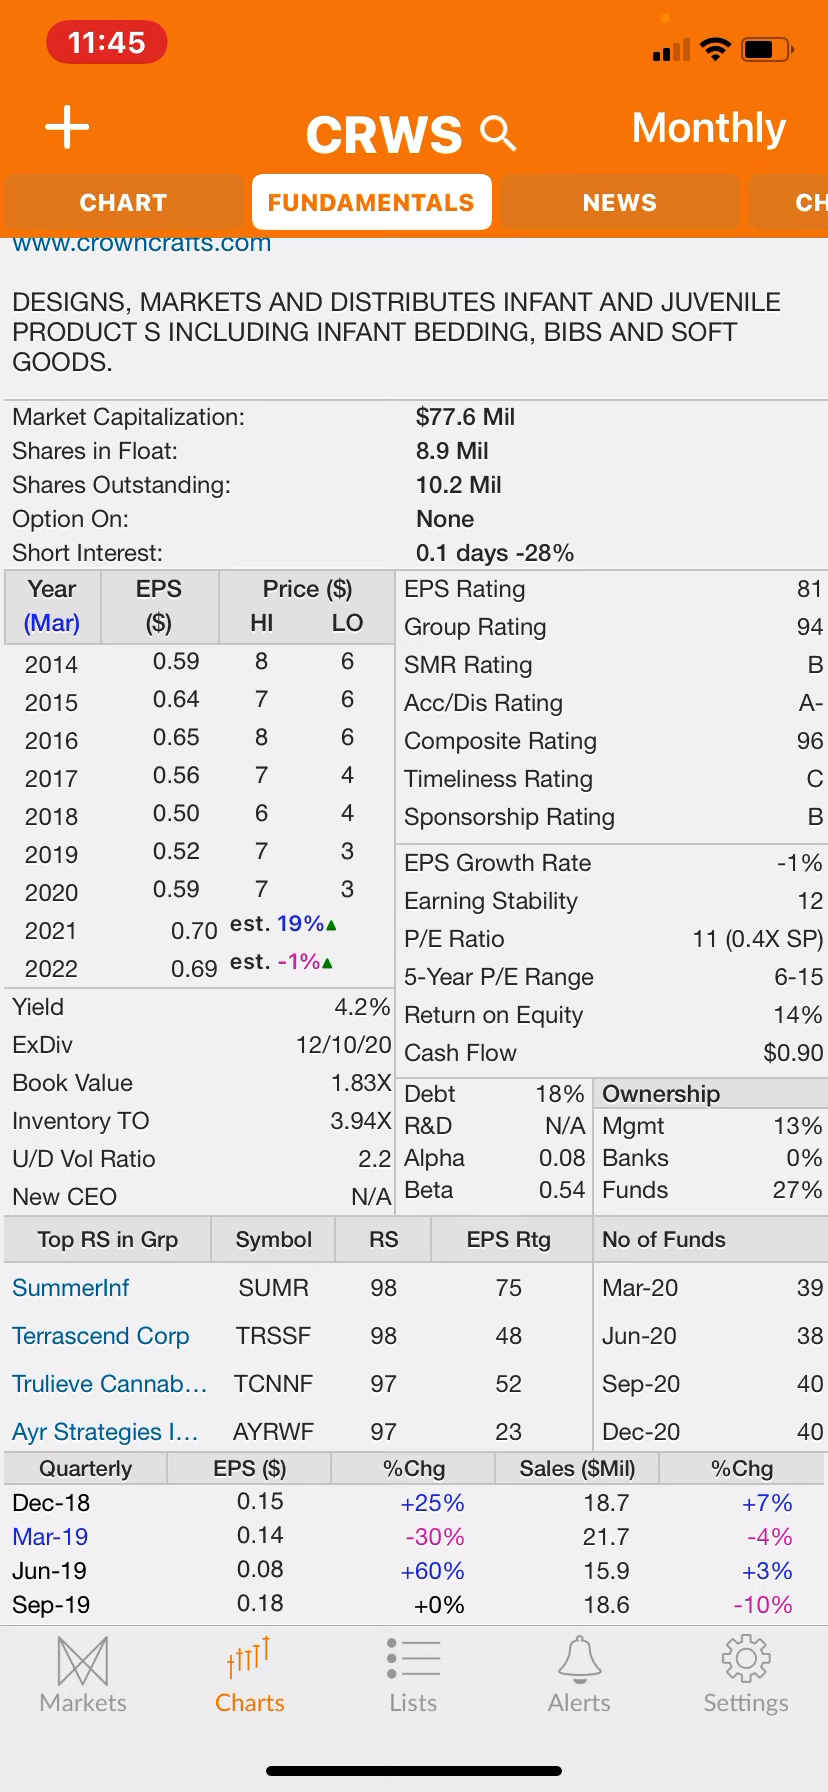 11:45
CRWS
Monthly
CHART
FUNDAMENTALS
NEWS
CH
www.crowncrafts.com
DESIGNS, MARKETS AND DISTRIBUTES INFANT AND JUVENILE
PRODUCT S INCLUDING INFANT BEDDING, BIBS AND SOFT
GOODS.
Market Capitalization: $77.6 Mil
Shares in Float: 8.9 Mil
Shares Outstanding: 10.2 Mil
Option On: None
Short Interest: 0.1 days -28%
Year EPS Price ($)
(Mar) ($) HI LO
2014 0.59 8 6
2015 0.64 7 6
2016 0.65 8 6
2017 0.56 7 4
2018 0.50 6 4
2019 0.52 7 3
2020 0.59 7 3
2021 0.70 est. 19%▲
2022 0.69 est. -1%▲
EPS Rating 81
Group Rating 94
SMR Rating B
Acc/Dis Rating A-
Composite Rating 96
Timeliness Rating C
Sponsorship Rating B
EPS Growth Rate -1%
Earning Stability 12
P/E Ratio 11 (0.4X SP)
5-Year P/E Range 6-15
Return on Equity 14%
Cash Flow $0.90
Yield 4.2%
ExDiv 12/10/20
Book Value 1.83X
Inventory TO 3.94X
U/D Vol Ratio 2.2
New CEO N/A
Debt 18%
R&D N/A
Alpha 0.08
Beta 0.54
Ownership
Mgmt 13%
Banks 0%
Funds 27%
Top RS in Grp Symbol RS EPS Rtg
SummerInf SUMR 98 75
Terrascend Corp TRSSF 98 48
Trulieve Cannab... TCNNF 97 52
Ayr Strategies I... AYRWF 97 23
No of Funds
Mar-20 39
Jun-20 38
Sep-20 40
Dec-20 40
Quarterly EPS ($) %Chg Sales ($Mil) %Chg
Dec-18 0.15 +25% 18.7 +7%
Mar-19 0.14 -30% 21.7 -4%
Jun-19 0.08 +60% 15.9 +3%
Sep-19 0.18 +0% 18.6 -10%
Markets
Charts
Lists
Alerts
Settings